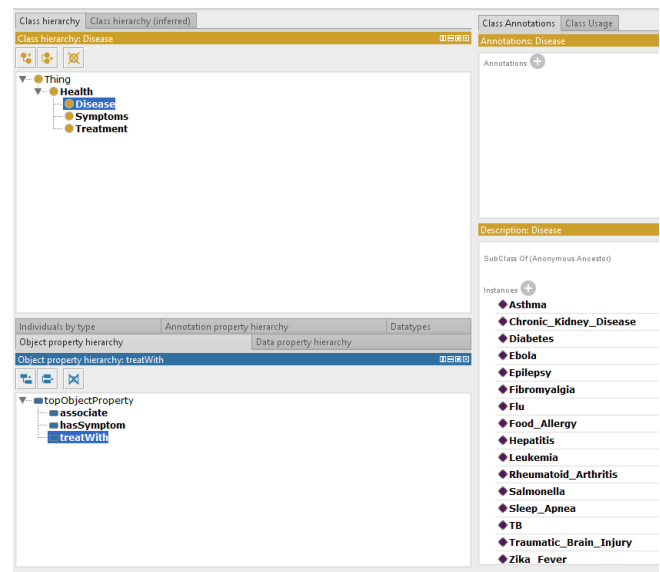 Class hierarchy Class hierarchy (inferred)
Class hierarchy: Disease
Thing
Health
Disease
Symptoms
Treatment
Individuals by type Annotation property hierarchy Datatypes
Object property hierarchy Data property hierarchy
Object property hierarchy: treatWith
topObjectProperty
associate
hasSymptom
treatWith
Class Annotations Class Usage
Annotations: Disease
Annotations
Description: Disease
SubClass Of (Anonymous Ancestor)
Instances
Asthma
Chronic_Kidney_Disease
Diabetes
Ebola
Epilepsy
Fibromyalgia
Flu
Food_Allergy
Hepatitis
Leukemia
Rheumatoid_Arthritis
Salmonella
Sleep_Apnea
TB
Traumatic_Brain_Injury
Zika_Fever